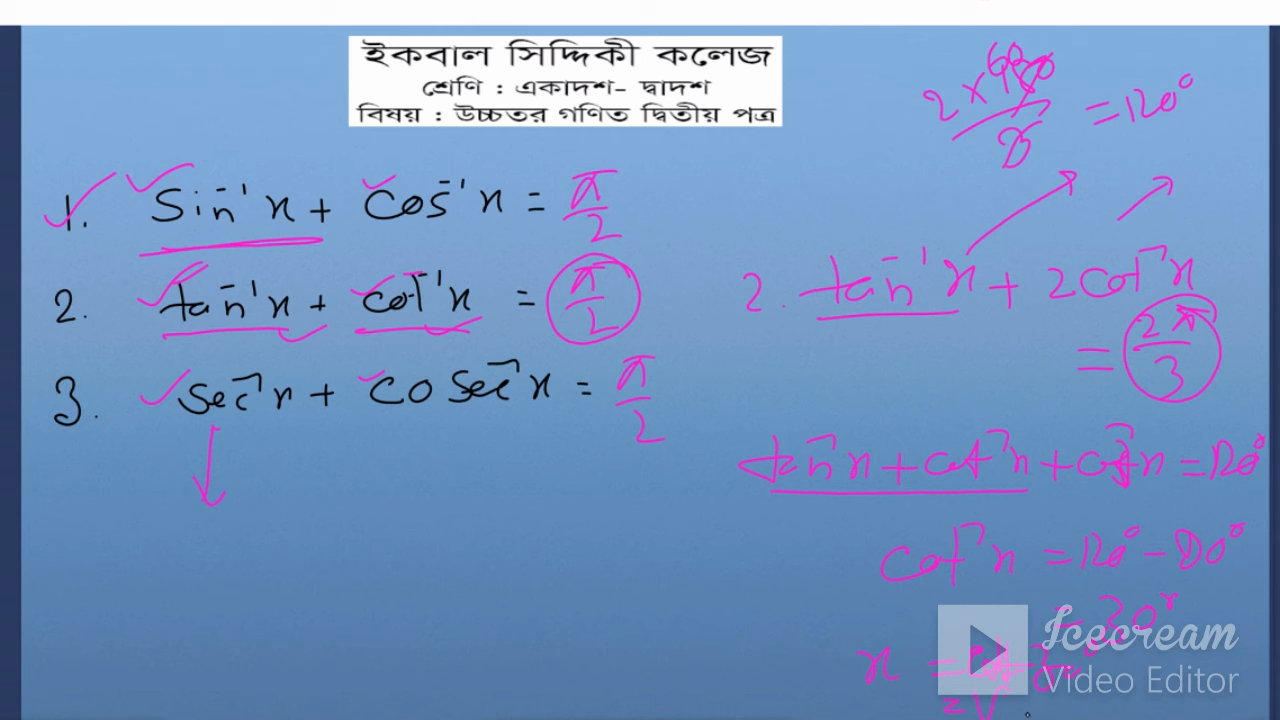 ইকবাল সিদ্দিকী কলেজ
শ্রেণি : একাদশ- দ্বাদশ
বিষয় : উচ্চতর গণিত দ্বিতীয় পত্র
1. Sin⁻¹x + Cos⁻¹x = π/2
2. tan⁻¹x + cot⁻¹x = π/2
3. Sec⁻¹x + Cosec⁻¹x = π/2
= 120°
2. tan⁻¹x + 2cot⁻¹x
= 2π/3
tan⁻¹x + cot⁻¹x + cot⁻¹x = 120°
cot⁻¹x = 120° - 90°
= 30°
x = 30°
= √
Icecream
Video Editor